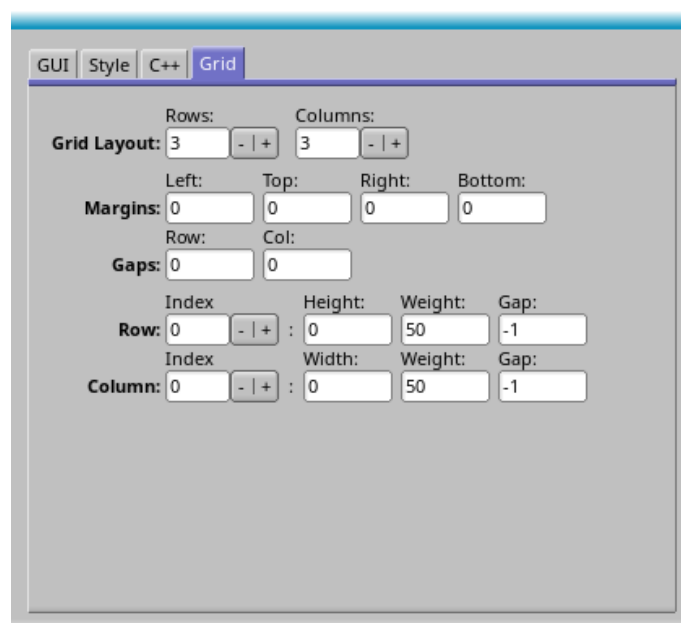 GUI Style C++ Grid
Rows: Columns:
Grid Layout: 3 - | + 3 - | +
Left: Top: Right: Bottom:
Margins: 0 0 0 0
Row: Col:
Gaps: 0 0
Index Height: Weight: Gap:
Row: 0 - | + : 0 50 -1
Index Width: Weight: Gap:
Column: 0 - | + : 0 50 -1